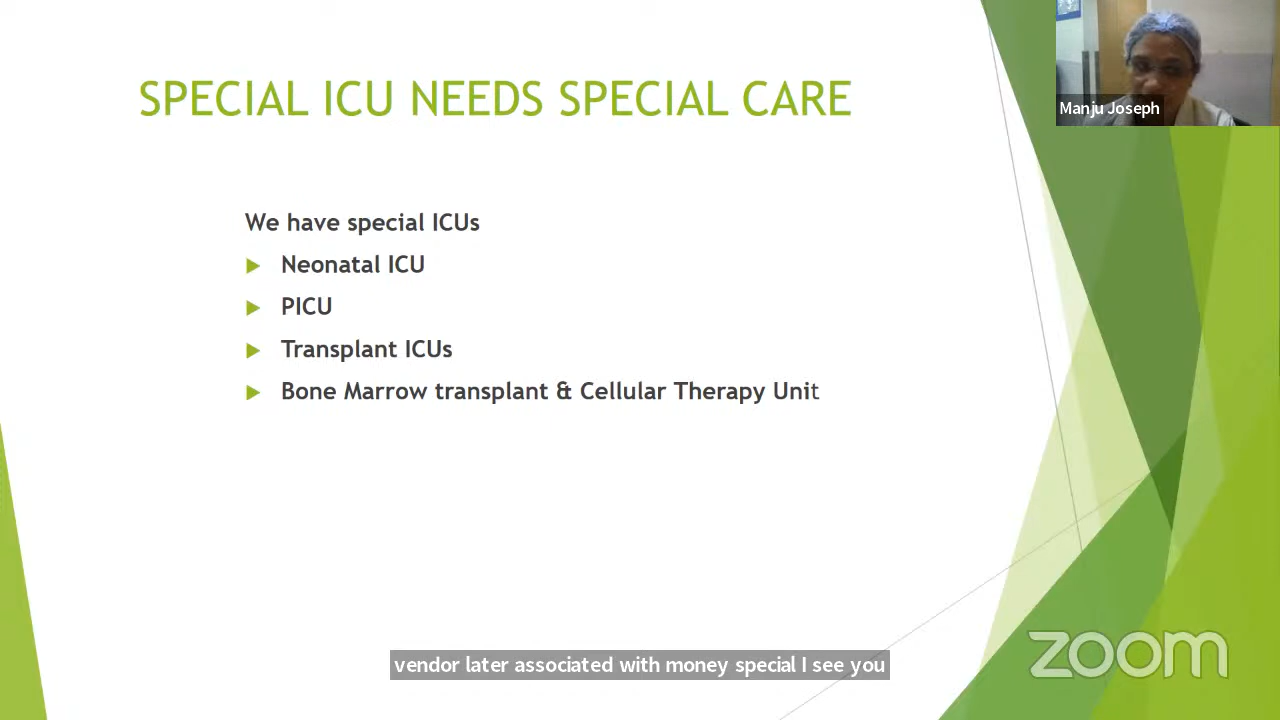 SPECIAL ICU NEEDS SPECIAL CARE
Manju Joseph
We have special ICUs
Neonatal ICU
PICU
Transplant ICUs
Bone Marrow transplant & Cellular Therapy Unit
vendor later associated with money special I see you
zoom